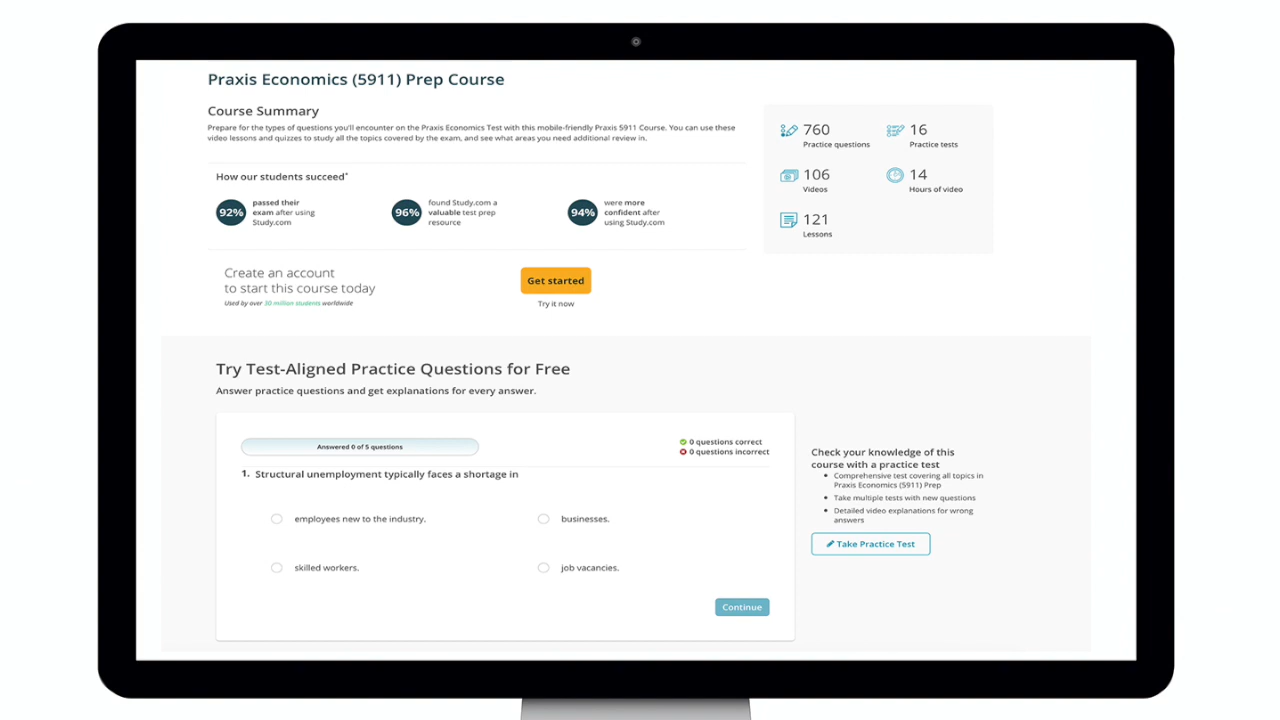 Praxis Economics (5911) Prep Course
Course Summary
Prepare for the types of questions you'll encounter on the Praxis Economics Test with this mobile-friendly Praxis 5911 Course. You can use these
video lessons and quizzes to study all the topics covered by the exam, and see what areas you need additional review in.
How our students succeed*
92%
passed their
exam after using
Study.com
96%
found Study.com a
valuable test prep
resource
94%
were more
confident after
using Study.com
760
Practice questions
16
Practice tests
106
Videos
14
Hours of video
121
Lessons
Create an account
to start this course today
Used by over 30 million students worldwide
Get started
Try it now
Try Test-Aligned Practice Questions for Free
Answer practice questions and get explanations for every answer.
Answered 0 of 5 questions
0 questions correct
0 questions incorrect
1. Structural unemployment typically faces a shortage in
employees new to the industry.
businesses.
skilled workers.
job vacancies.
Continue
Check your knowledge of this
course with a practice test
• Comprehensive test covering all topics in
Praxis Economics (5911) Prep
• Take multiple tests with new questions
• Detailed video explanations for wrong
answers
Take Practice Test